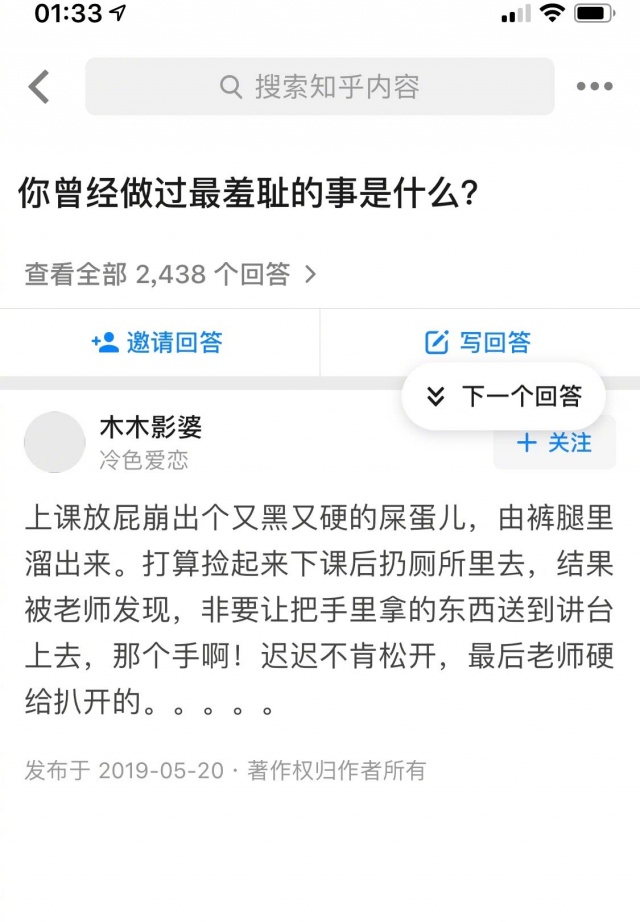 01:33
搜索知乎内容
你曾经做过最羞耻的事是什么?
查看全部 2,438 个回答
邀请回答
写回答
下一个回答
木木影婆
冷色爱恋
+ 关注
上课放屁崩出个又黑又硬的屎蛋儿，由裤腿里
溜出来。打算捡起来下课后扔厕所里去，结果
被老师发现，非要让把手里拿的东西送到讲台
上去，那个手啊！迟迟不肯松开，最后老师硬
给扒开的。。。。。
发布于 2019-05-20 · 著作权归作者所有